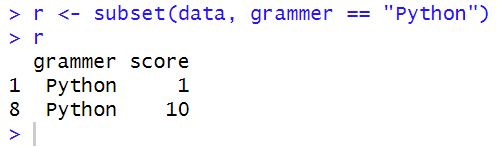 > r <- subset(data, grammer == "Python")
> r
  grammer score
1  Python     1
8  Python    10
>